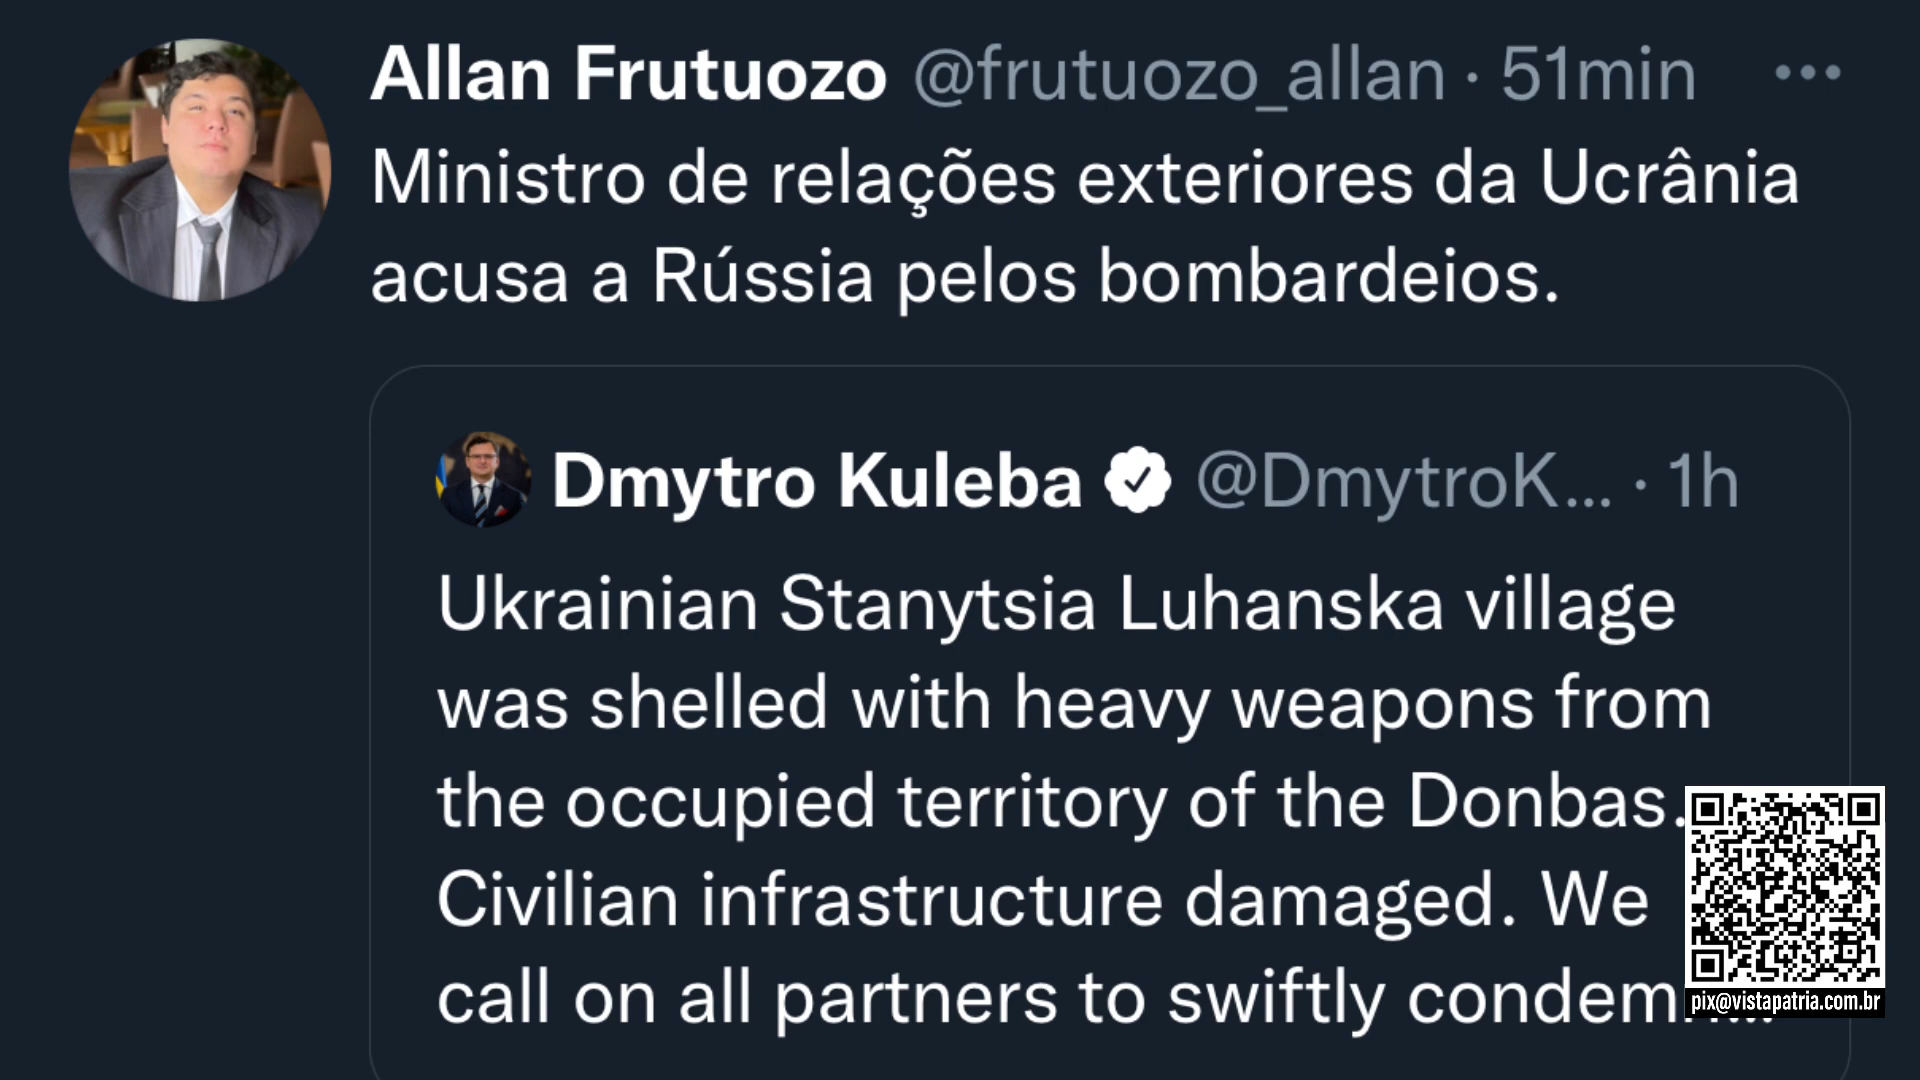 Allan Frutuozo @frutuozo_allan · 51min
Ministro de relações exteriores da Ucrânia
acusa a Rússia pelos bombardeios.
Dmytro Kuleba @DmytroK... · 1h
Ukrainian Stanytsia Luhanska village
was shelled with heavy weapons from
the occupied territory of the Donbas.
Civilian infrastructure damaged. We
call on all partners to swiftly
pix@vistapatria.com.br